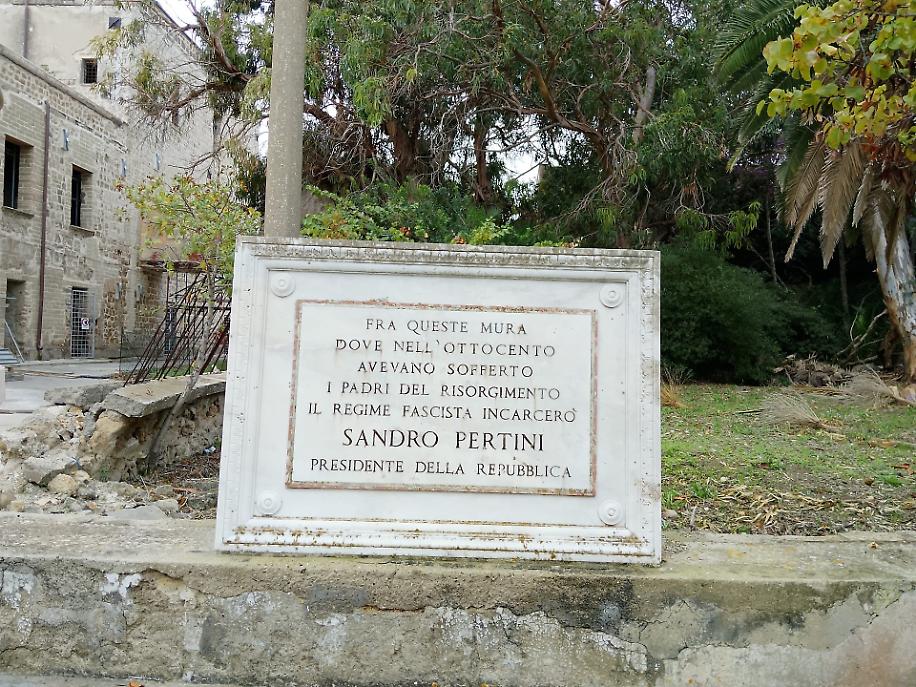 FRA QUESTE MURA
DOVE NELL'OTTOCENTO
AVEVANO SOFFERTO
I PADRI DEL RISORGIMENTO
IL REGIME FASCISTA INCARCERÒ
SANDRO PERTINI
PRESIDENTE DELLA REPUBBLICA